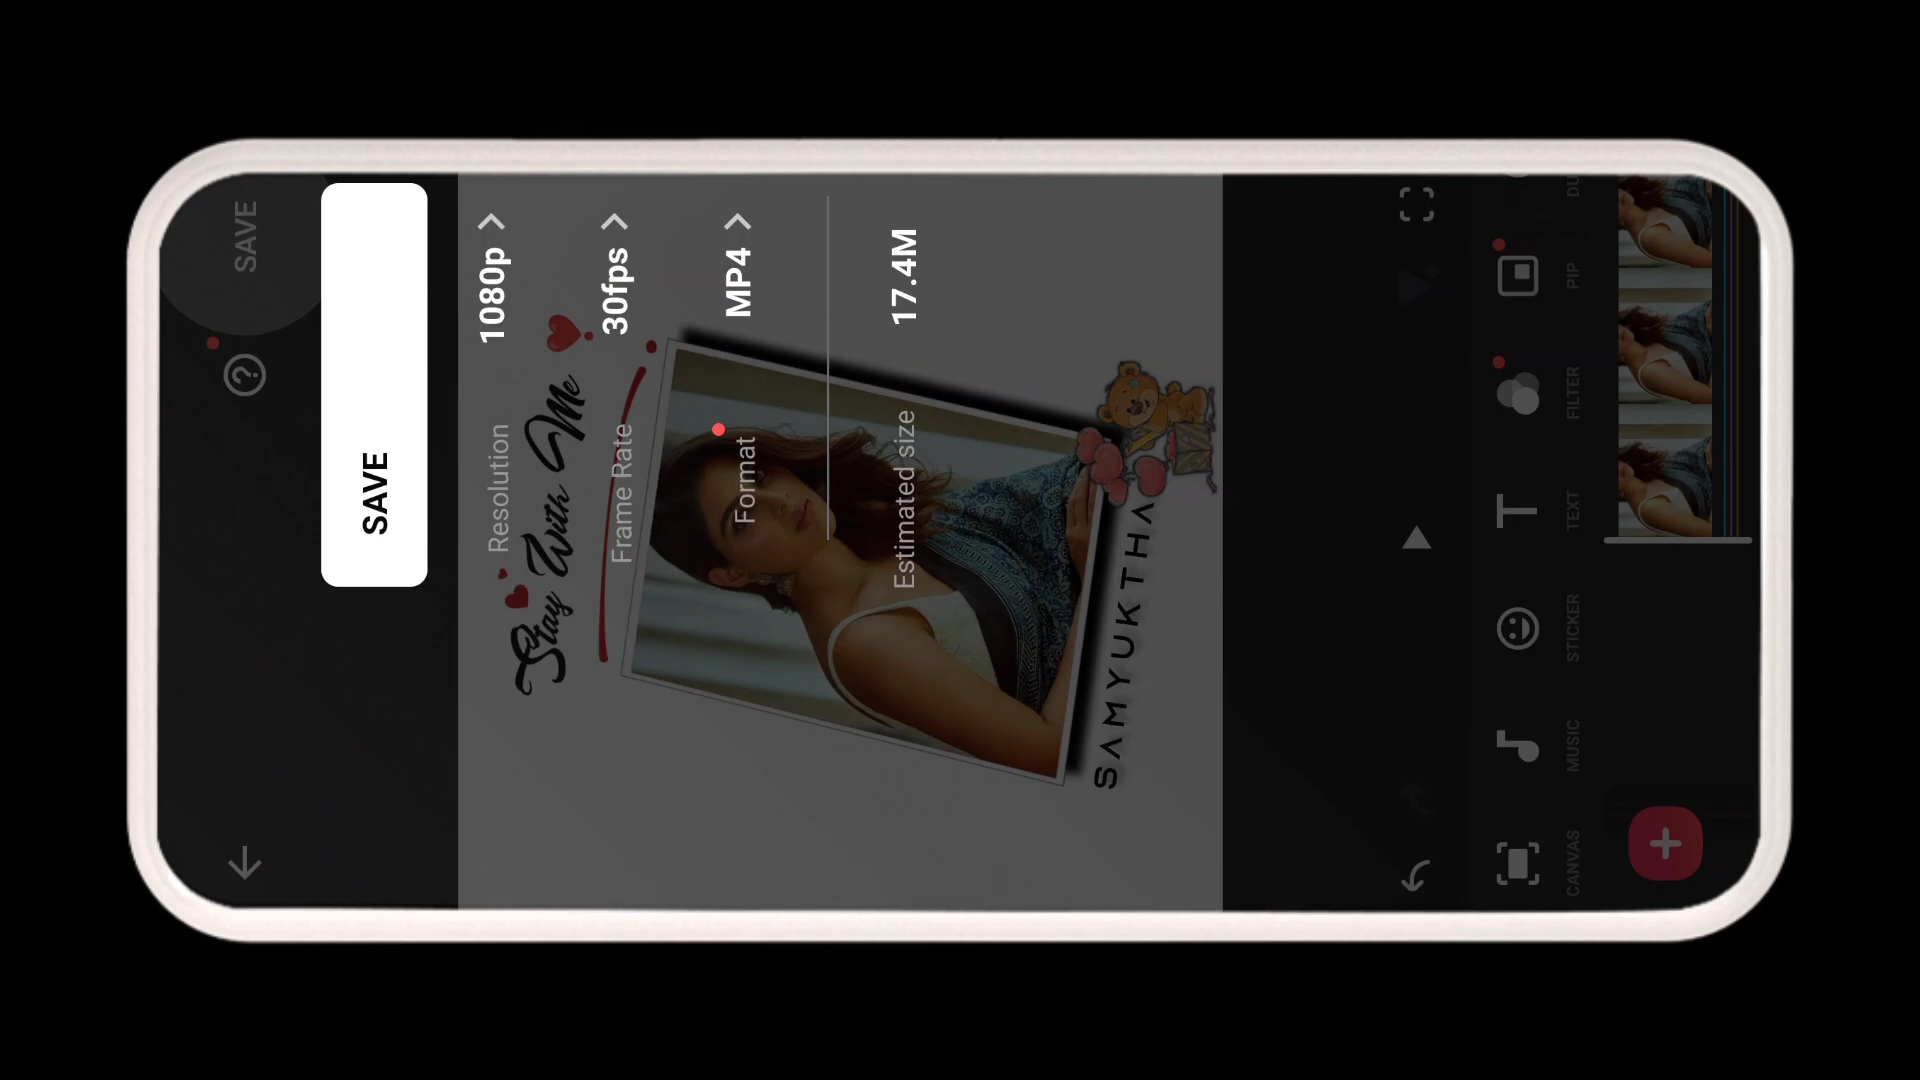 SAVE
SAVE
Resolution 1080p
Frame Rate 30fps
Format MP4
Estimated size 17.4M
Stay With Me
SAMYUKTHA
CANVAS
MUSIC
STICKER
TEXT
FILTER
PIP